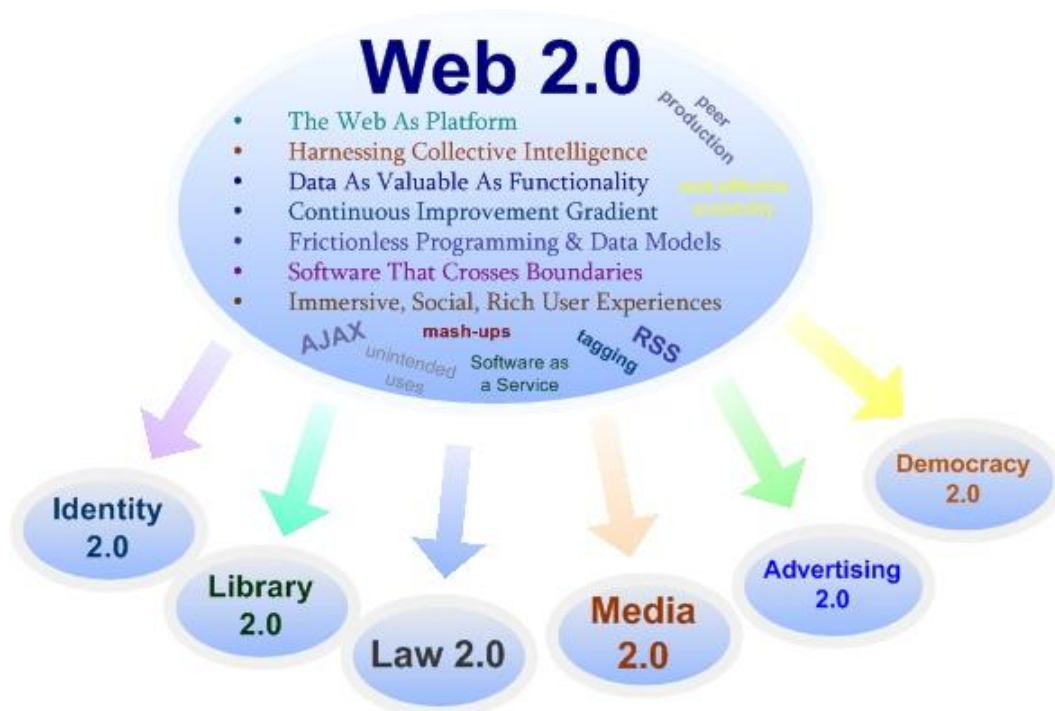 Web 2.0
peer
production
• The Web As Platform
• Harnessing Collective Intelligence
• Data As Valuable As Functionality
• Continuous Improvement Gradient
• Frictionless Programming & Data Models
• Software That Crosses Boundaries
• Immersive, Social, Rich User Experiences
AJAX
mash-ups
tagging
RSS
unintended
uses
Software as
a Service
Identity
2.0
Library
2.0
Law 2.0
Media
2.0
Advertising
2.0
Democracy
2.0